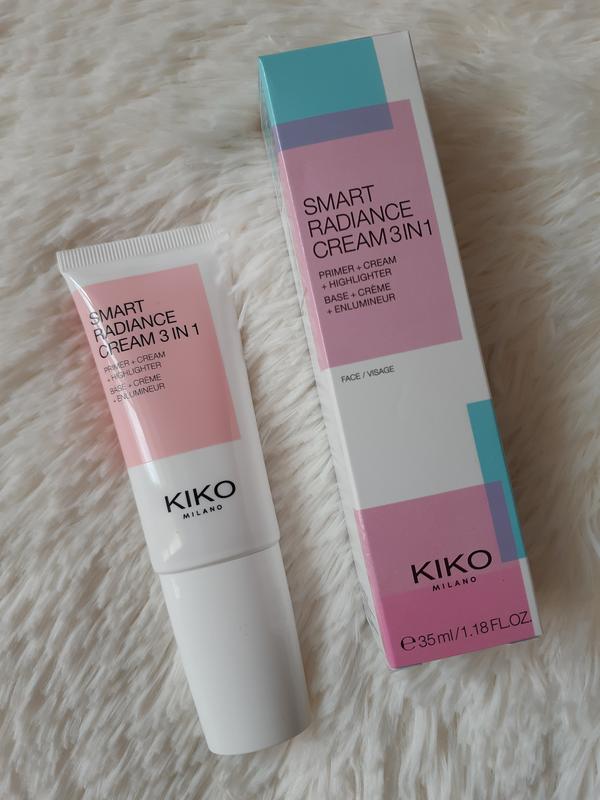 SMART
RADIANCE
CREAM 3 IN 1
PRIMER + CREAM
+ HIGHLIGHTER
BASE + CRÈME
+ ENLUMINEUR
KIKO
MILANO
SMART
RADIANCE
CREAM 3 IN 1
PRIMER + CREAM
+ HIGHLIGHTER
BASE + CRÈME
+ ENLUMINEUR
FACE / VISAGE
KIKO
MILANO
℮ 35 ml / 1.18 FL.OZ.